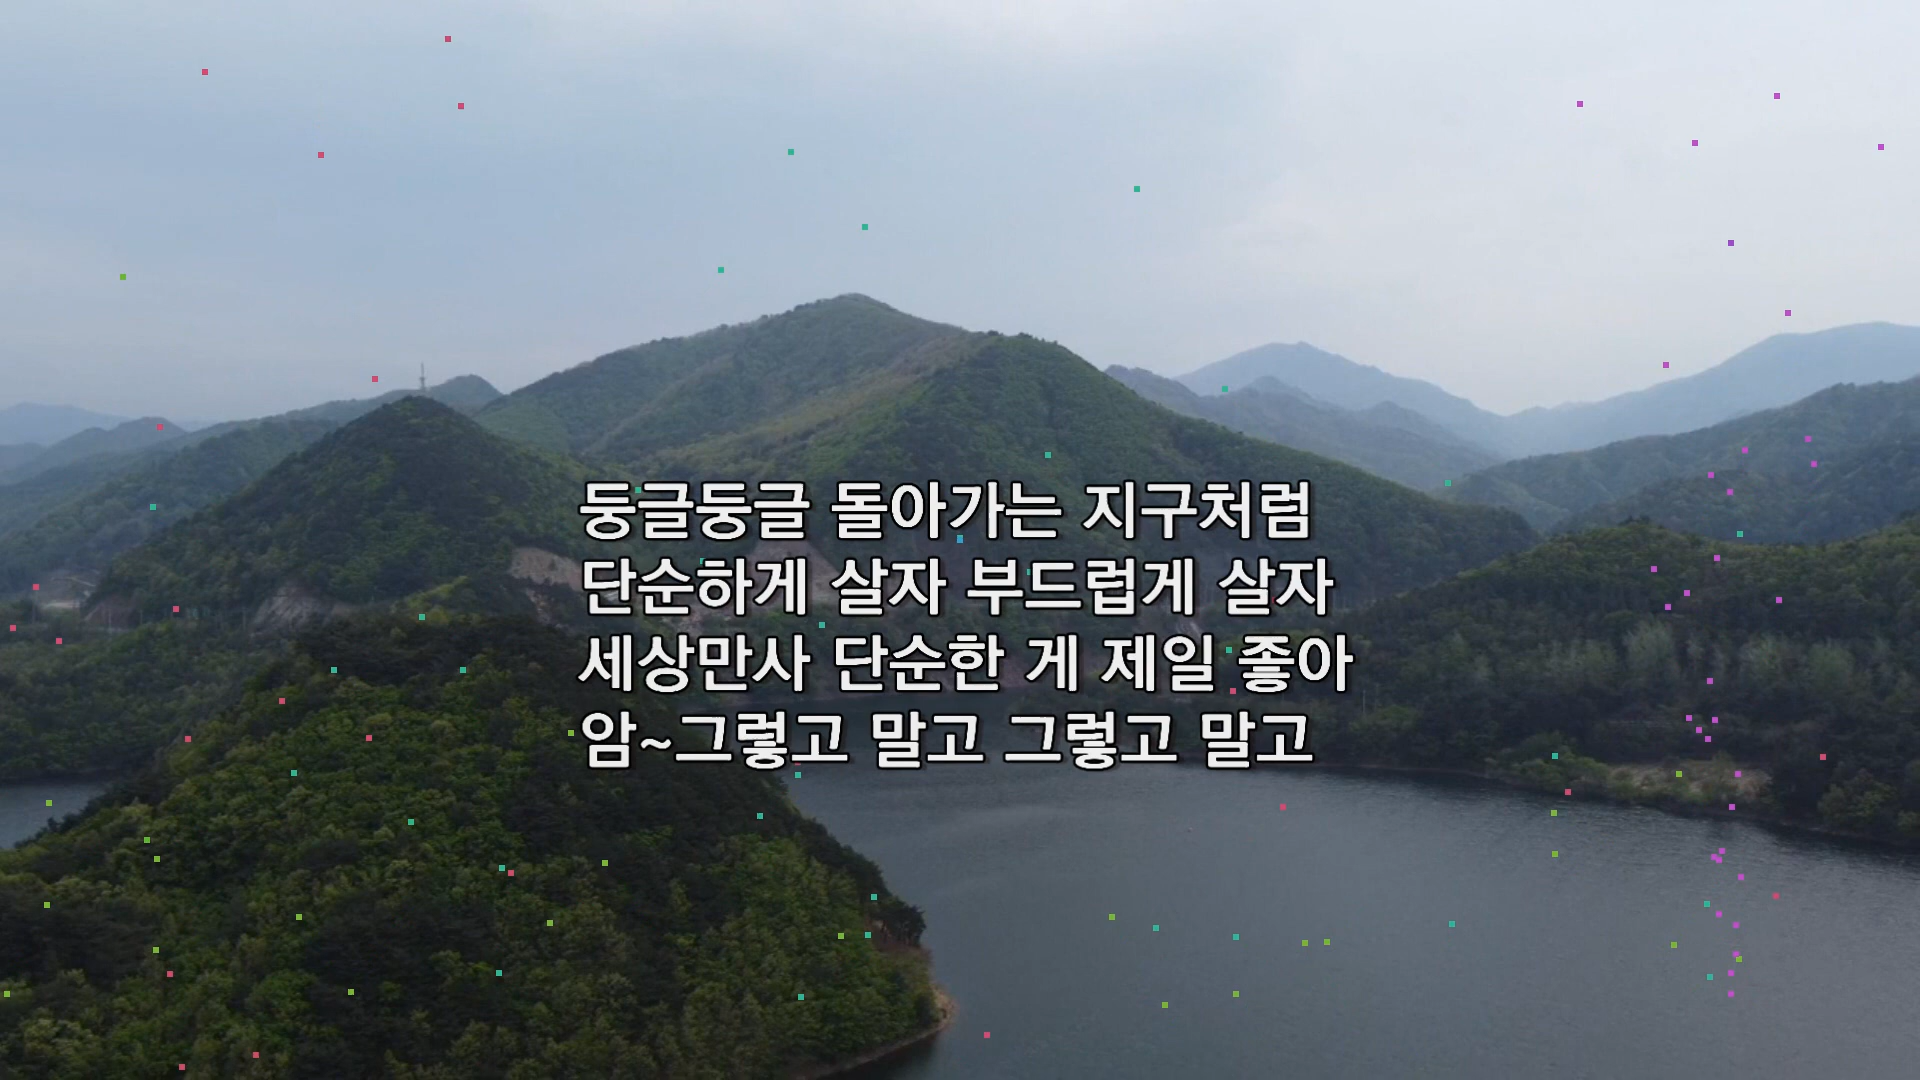 둥글둥글 돌아가는 지구처럼
단순하게 살자 부드럽게 살자
세상만사 단순한 게 제일 좋아
암~그렇고 말고 그렇고 말고